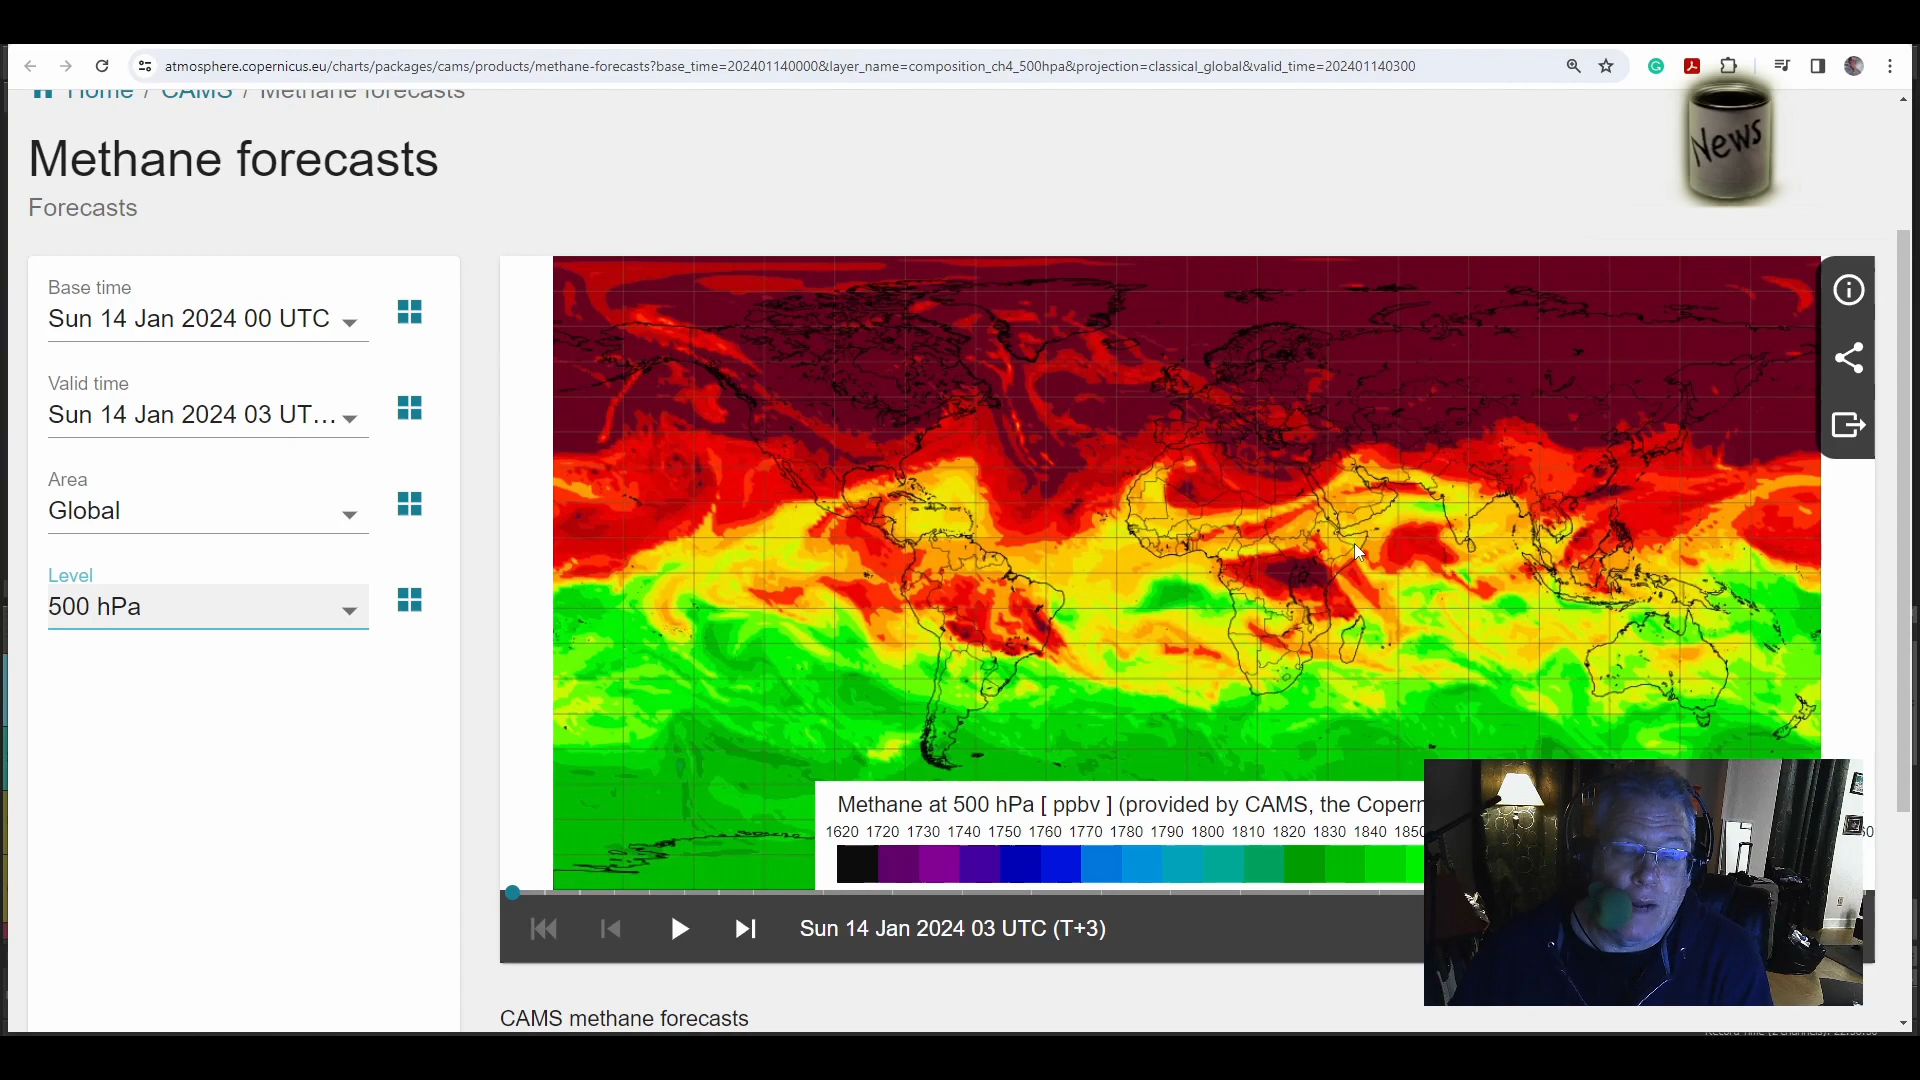 atmosphere.copernicus.eu/charts/packages/cams/products/methane-forecasts?base_time=202401140000&layer_name=composition_ch4_500hpa&projection=classical_global&valid_time=202401140300
Home / CAMS / Methane forecasts
News
Methane forecasts
Forecasts
Base time
Sun 14 Jan 2024 00 UTC
Valid time
Sun 14 Jan 2024 03 UT...
Area
Global
Level
500 hPa
Methane at 500 hPa [ ppbv ] (provided by CAMS, the Copern
1620 1720 1730 1740 1750 1760 1770 1780 1790 1800 1810 1820 1830 1840 1850
Sun 14 Jan 2024 03 UTC (T+3)
CAMS methane forecasts